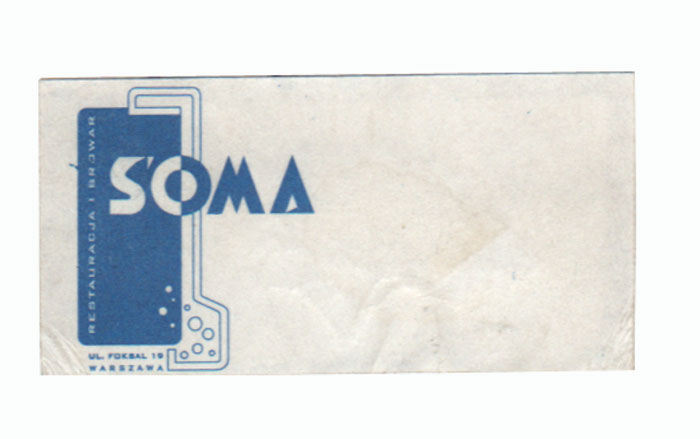 RESTAURACJA I BROWAR
SOMA
UL. FOKSAL 19
WARSZAWA